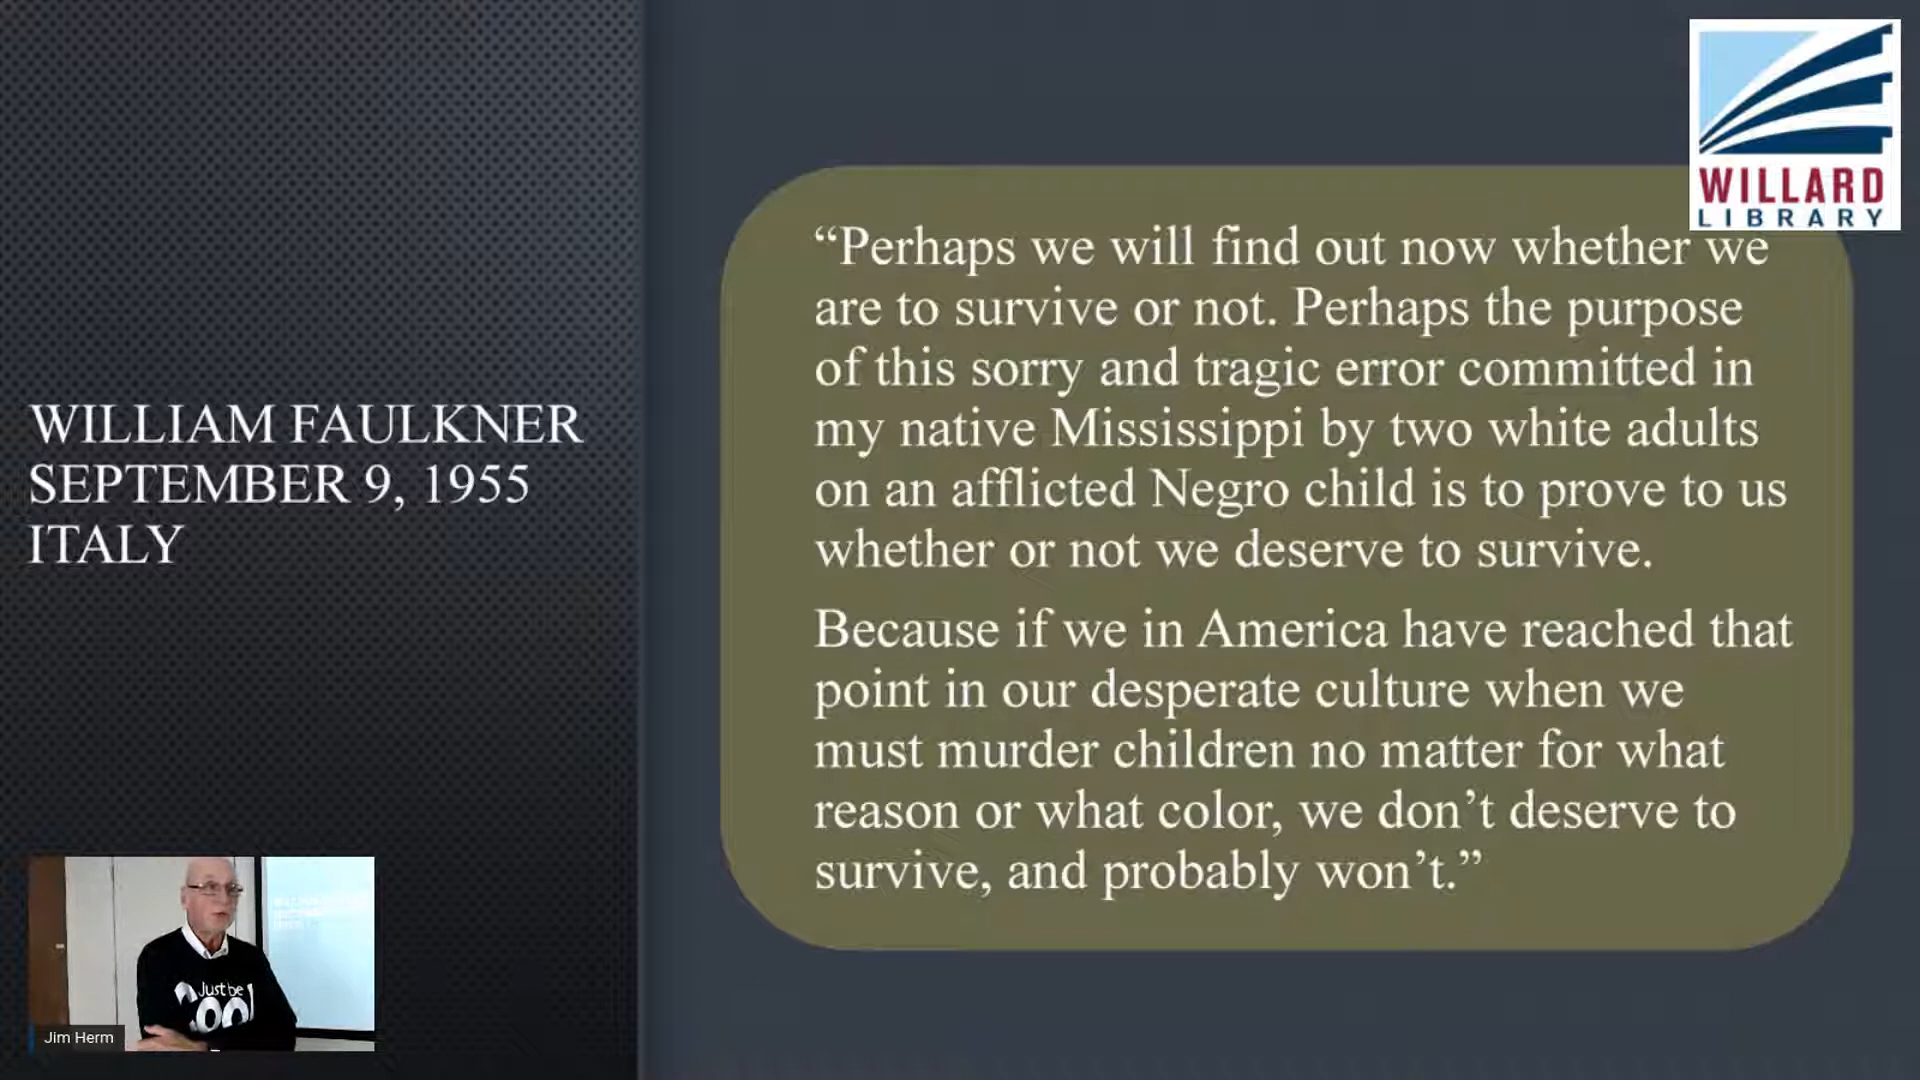 WILLARD
LIBRARY
WILLIAM FAULKNER
SEPTEMBER 9, 1955
ITALY
“Perhaps we will find out now whether we
are to survive or not. Perhaps the purpose
of this sorry and tragic error committed in
my native Mississippi by two white adults
on an afflicted Negro child is to prove to us
whether or not we deserve to survive.
Because if we in America have reached that
point in our desperate culture when we
must murder children no matter for what
reason or what color, we don’t deserve to
survive, and probably won’t.”
Just be
Cool
Jim Herm